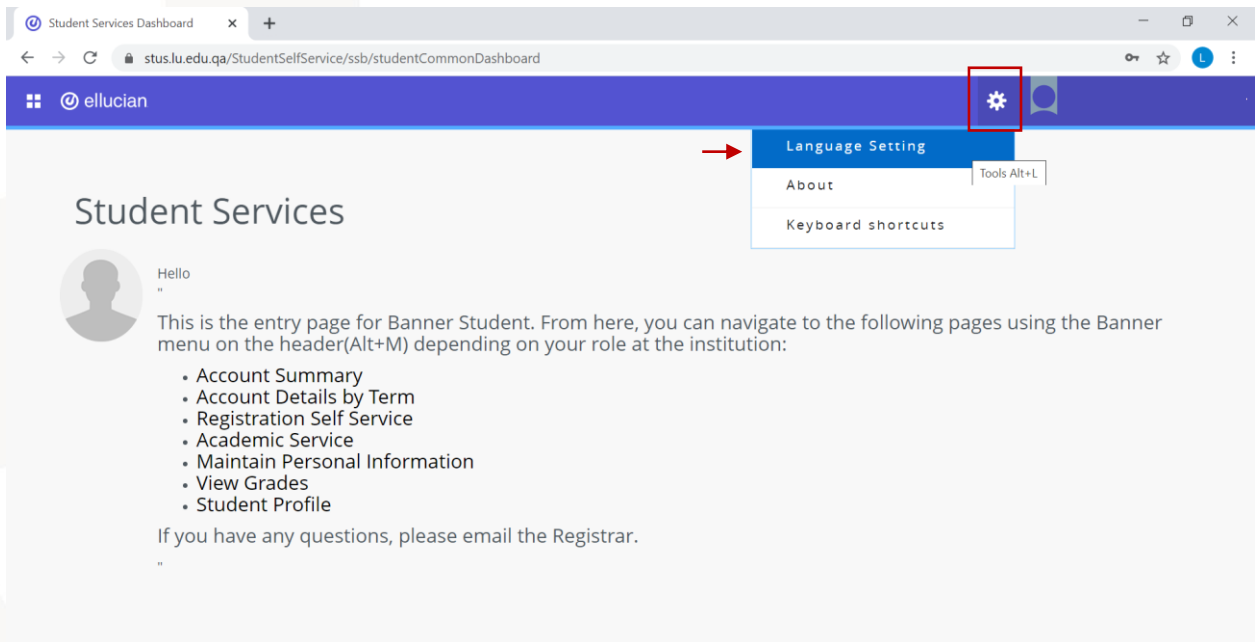 Student Services Dashboard
stus.lu.edu.qa/StudentSelfService/ssb/studentCommonDashboard
L
ellucian
Language Setting
Tools Alt+L
About
Keyboard shortcuts
Student Services
Hello
"
This is the entry page for Banner Student. From here, you can navigate to the following pages using the Banner
menu on the header(Alt+M) depending on your role at the institution:
• Account Summary
• Account Details by Term
• Registration Self Service
• Academic Service
• Maintain Personal Information
• View Grades
• Student Profile
If you have any questions, please email the Registrar.
"